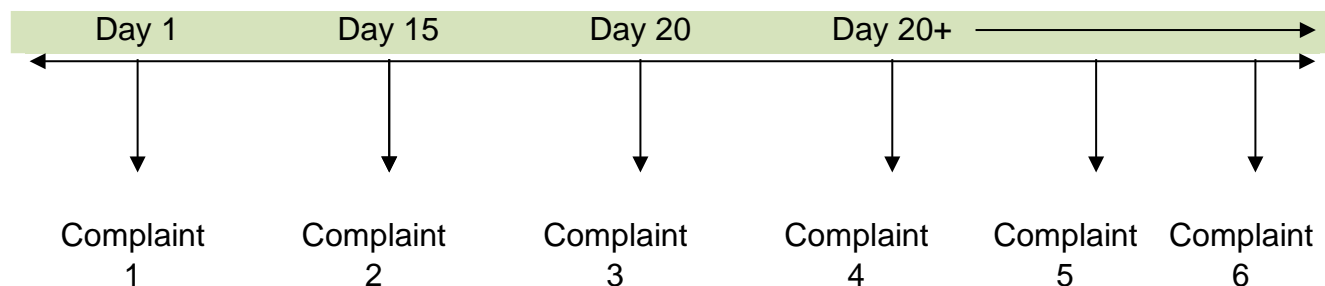 Day 1 Day 15 Day 20 Day 20+
Complaint Complaint Complaint Complaint Complaint Complaint
1 2 3 4 5 6